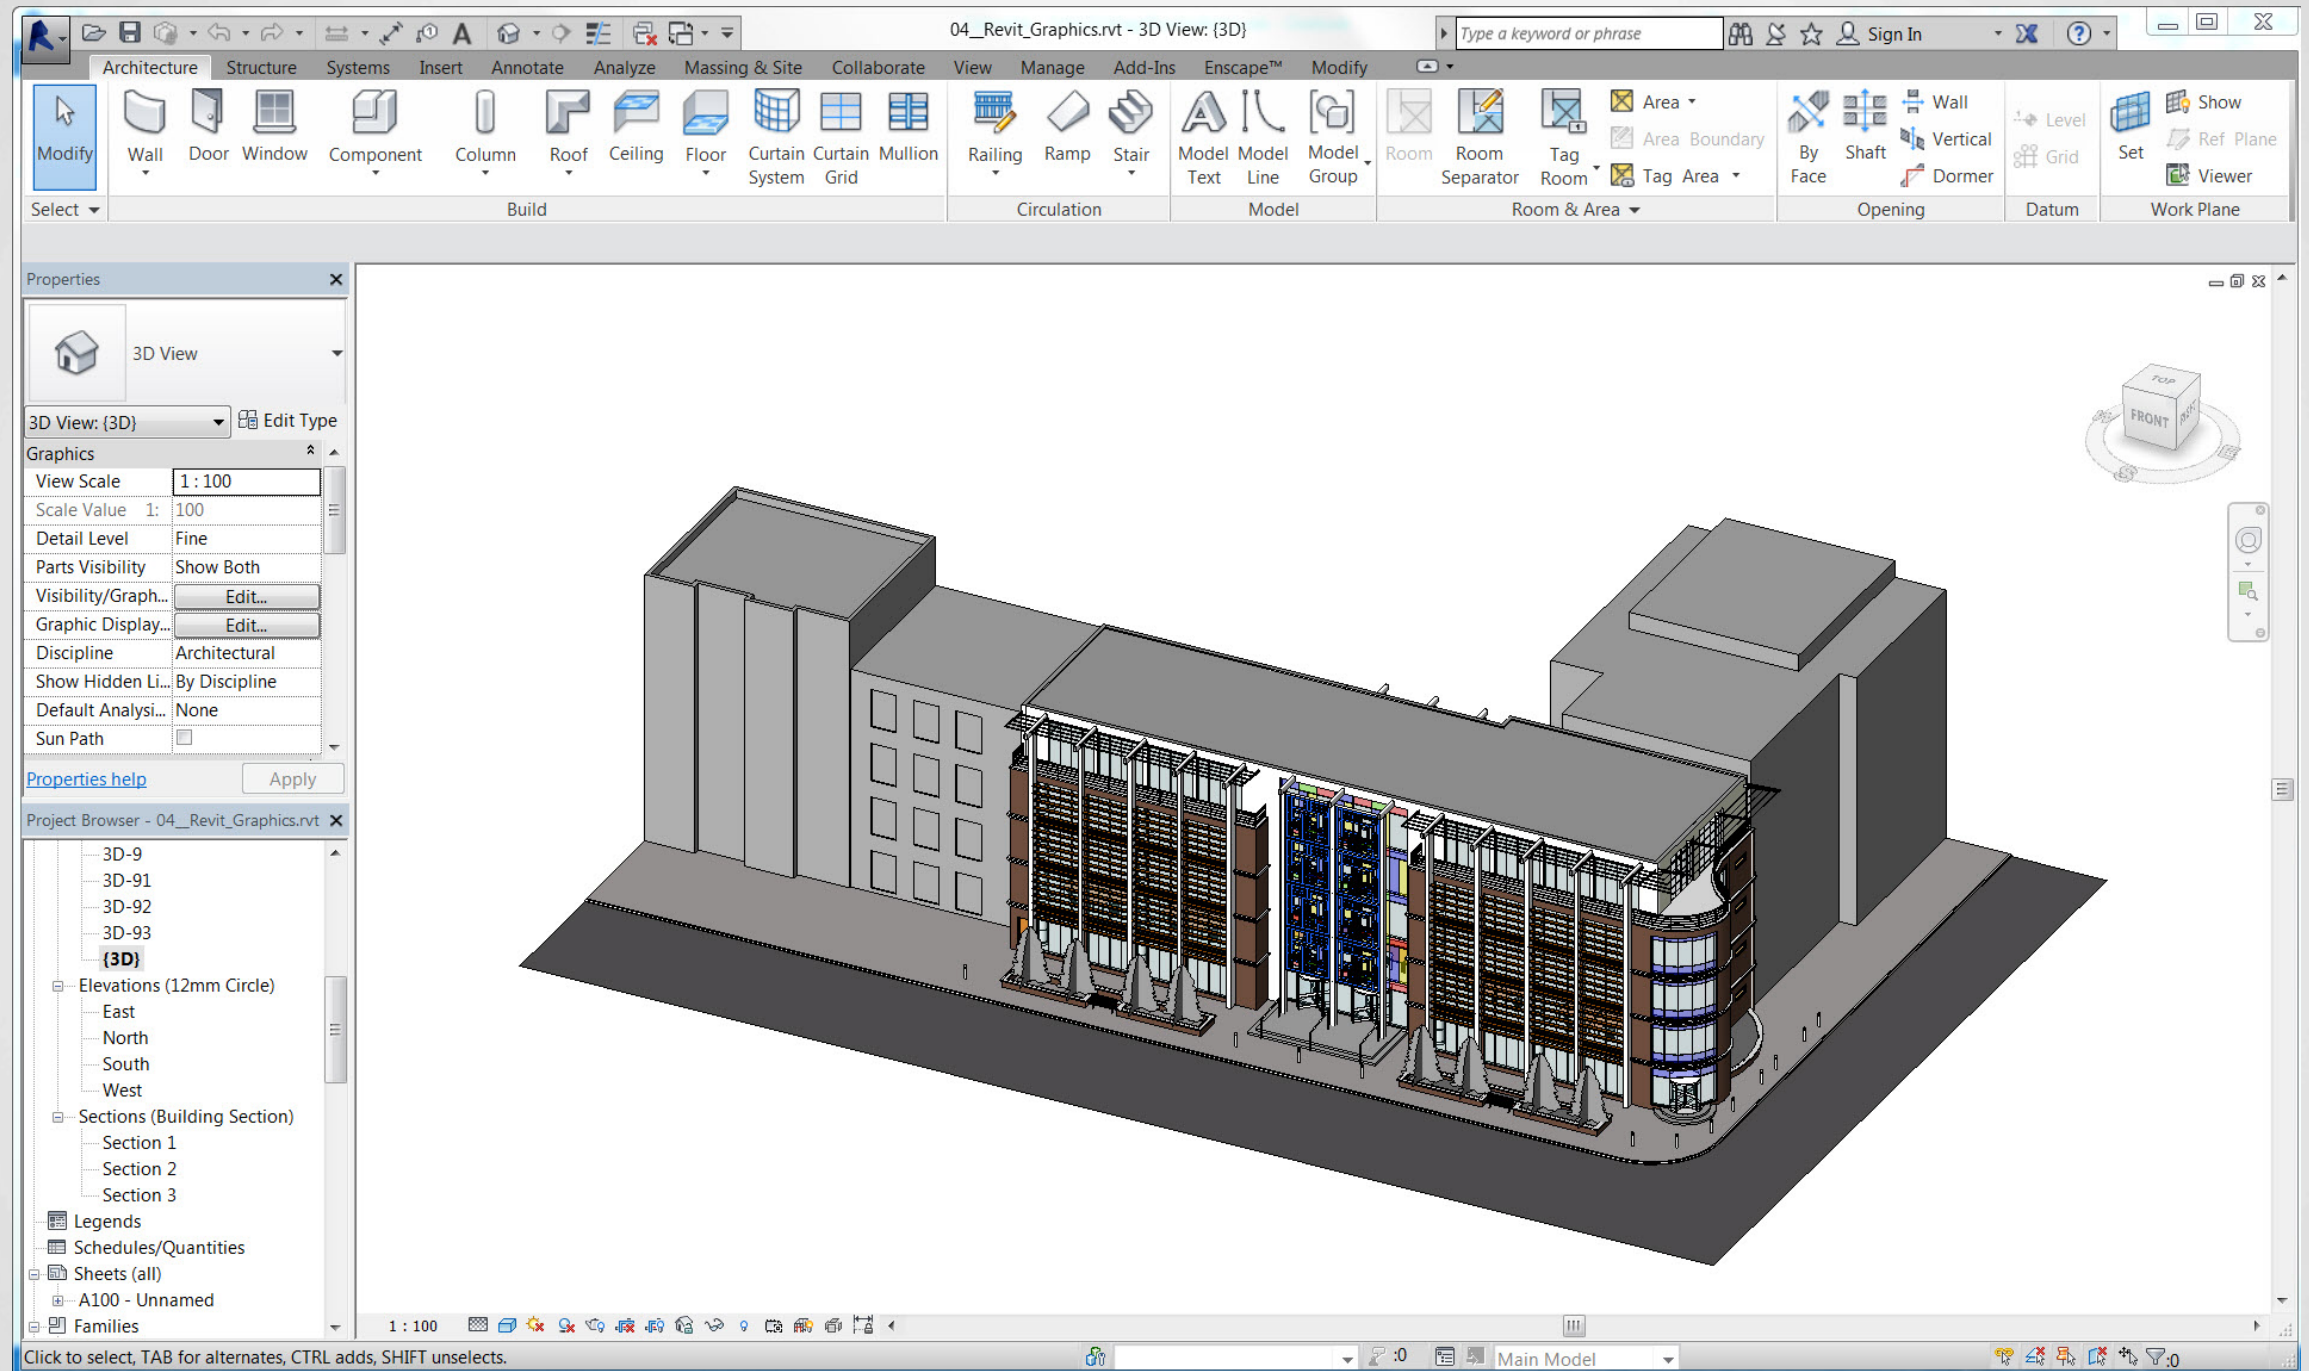 04__Revit_Graphics.rvt - 3D View: {3D}
Type a keyword or phrase
Sign In
Architecture Structure Systems Insert Annotate Analyze Massing & Site Collaborate View Manage Add-Ins Enscape™ Modify
Modify
Wall
Door
Window
Component
Column
Roof
Ceiling
Floor
Curtain System
Curtain Grid
Mullion
Railing
Ramp
Stair
Model Text
Model Line
Model Group
Room
Room Separator
Tag Room
Area
Area Boundary
Tag Area
By Face
Shaft
Wall
Vertical
Dormer
Level
Grid
Set
Show
Ref Plane
Viewer
Select
Build
Circulation
Model
Room & Area
Opening
Datum
Work Plane
Properties
3D View
3D View: {3D}
Edit Type
Graphics
View Scale 1 : 100
Scale Value 1: 100
Detail Level Fine
Parts Visibility Show Both
Visibility/Graph... Edit...
Graphic Display... Edit...
Discipline Architectural
Show Hidden Li... By Discipline
Default Analysi... None
Sun Path
Properties help
Apply
Project Browser - 04__Revit_Graphics.rvt
3D-9
3D-91
3D-92
3D-93
{3D}
Elevations (12mm Circle)
East
North
South
West
Sections (Building Section)
Section 1
Section 2
Section 3
Legends
Schedules/Quantities
Sheets (all)
A100 - Unnamed
Families
TOP
FRONT
RIGHT
1 : 100
Click to select, TAB for alternates, CTRL adds, SHIFT unselects.
:0
Main Model
:0